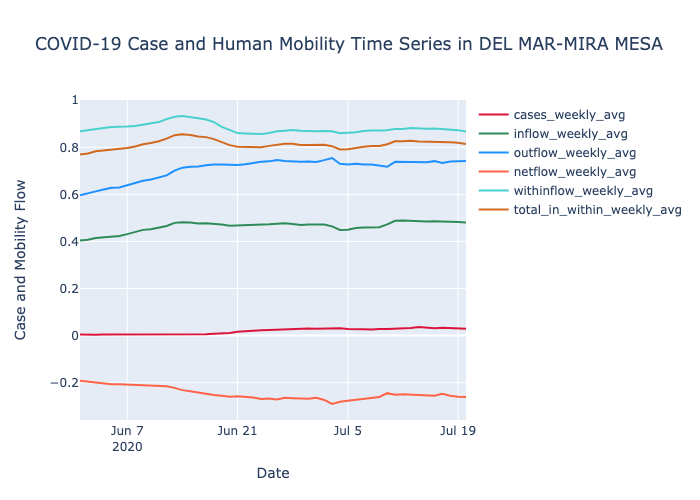 COVID-19 Case and Human Mobility Time Series in DEL MAR-MIRA MESA
Case and Mobility Flow
1
0.8
0.6
0.4
0.2
0
−0.2
Jun 7
2020
Jun 21
Jul 5
Jul 19
Date
cases_weekly_avg
inflow_weekly_avg
outflow_weekly_avg
netflow_weekly_avg
withinflow_weekly_avg
total_in_within_weekly_avg